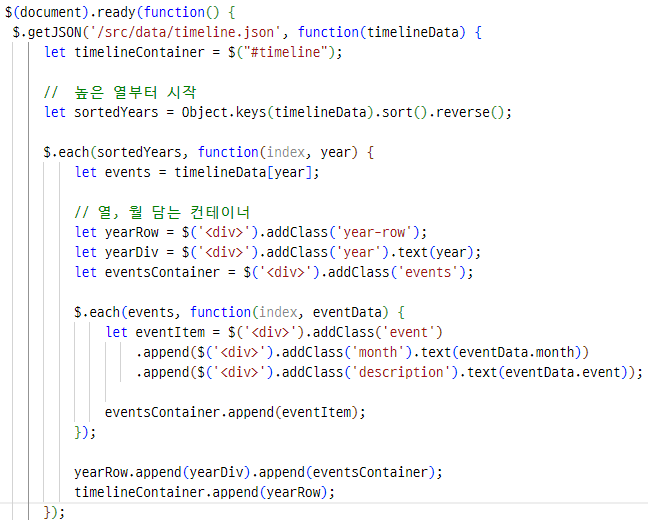 $(document).ready(function() {
$.getJSON('/src/data/timeline.json', function(timelineData) {
let timelineContainer = $("#timeline");
// 높은 열부터 시작
let sortedYears = Object.keys(timelineData).sort().reverse();
$.each(sortedYears, function(index, year) {
let events = timelineData[year];
// 열, 월 담는 컨테이너
let yearRow = $('<div>').addClass('year-row');
let yearDiv = $('<div>').addClass('year').text(year);
let eventsContainer = $('<div>').addClass('events');
$.each(events, function(index, eventData) {
let eventItem = $('<div>').addClass('event')
.append($('<div>').addClass('month').text(eventData.month))
.append($('<div>').addClass('description').text(eventData.event));
eventsContainer.append(eventItem);
});
yearRow.append(yearDiv).append(eventsContainer);
timelineContainer.append(yearRow);
});